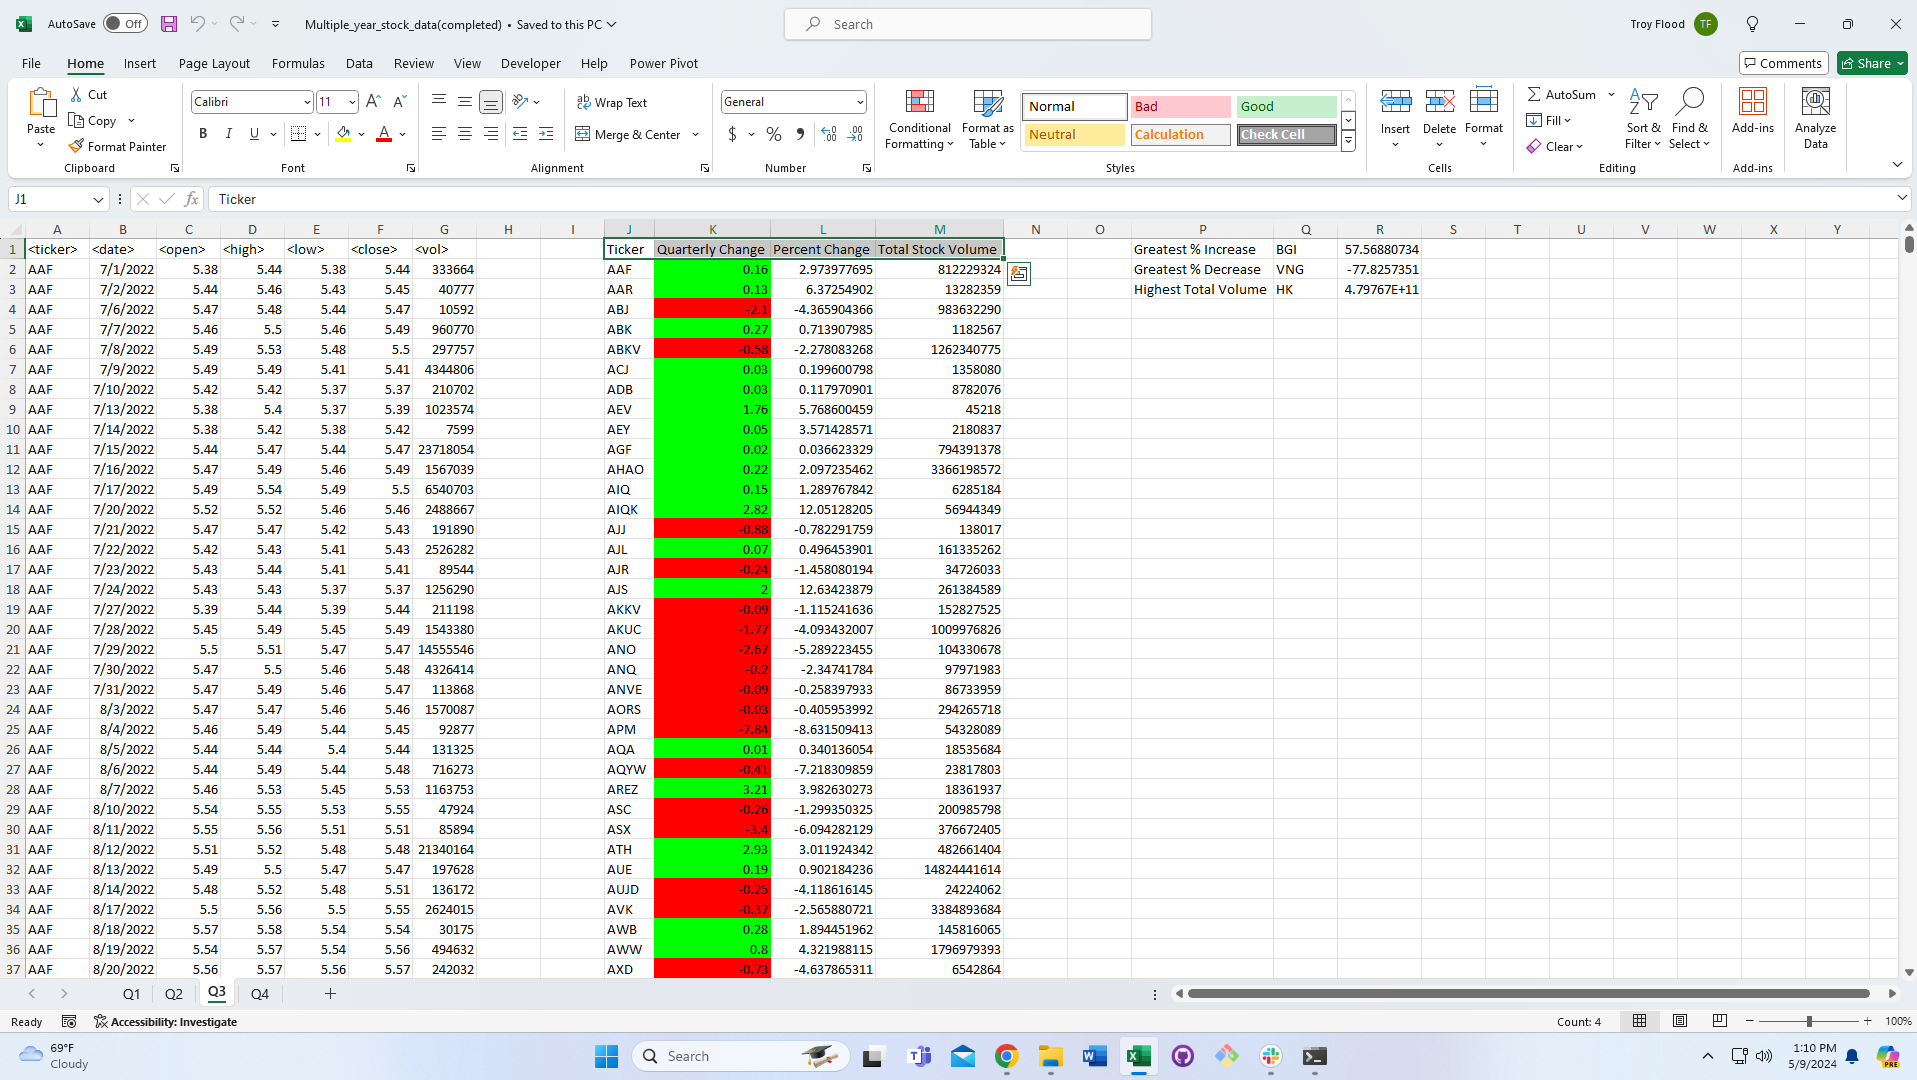 AutoSave Off Multiple_year_stock_data(completed) • Saved to this PC Search Troy Flood TF
File Home Insert Page Layout Formulas Data Review View Developer Help Power Pivot Comments Share
Paste Cut Copy Format Painter Clipboard
Calibri 11 B I U A Font
Wrap Text Merge & Center Alignment
General $ % Number
Conditional Formatting Format as Table Normal Bad Good Neutral Calculation Check Cell Styles
Insert Delete Format Cells
AutoSum Fill Clear Sort & Filter Find & Select Editing
Add-ins Add-ins
Analyze Data
J1 fx Ticker
A B C D E F G H I J K L M N O P Q R S T U V W X Y
1 <ticker> <date> <open> <high> <low> <close> <vol> Ticker Quarterly Change Percent Change Total Stock Volume Greatest % Increase BGI 57.56880734
2 AAF 7/1/2022 5.38 5.44 5.38 5.44 333664 AAF 0.16 2.973977695 812229324 Greatest % Decrease VNG -77.8257351
3 AAF 7/2/2022 5.44 5.46 5.43 5.45 40777 AAR 0.13 6.37254902 13282359 Highest Total Volume HK 4.79767E+11
4 AAF 7/6/2022 5.47 5.48 5.44 5.47 10592 ABJ -2.1 -4.365904366 983632290
5 AAF 7/7/2022 5.46 5.5 5.46 5.49 960770 ABK 0.27 0.713907985 1182567
6 AAF 7/8/2022 5.49 5.53 5.48 5.5 297757 ABKV -0.58 -2.278083268 1262340775
7 AAF 7/9/2022 5.49 5.49 5.41 5.41 4344806 ACJ 0.03 0.199600798 1358080
8 AAF 7/10/2022 5.42 5.42 5.37 5.37 210702 ADB 0.03 0.117970901 8782076
9 AAF 7/13/2022 5.38 5.4 5.37 5.39 1023574 AEV 1.76 5.768600459 45218
10 AAF 7/14/2022 5.38 5.42 5.38 5.42 7599 AEY 0.05 3.571428571 2180837
11 AAF 7/15/2022 5.44 5.47 5.44 5.47 23718054 AGF 0.02 0.036623329 794391378
12 AAF 7/16/2022 5.47 5.49 5.46 5.49 1567039 AHAO 0.22 2.097235462 3366198572
13 AAF 7/17/2022 5.49 5.54 5.49 5.5 6540703 AIQ 0.15 1.289767842 6285184
14 AAF 7/20/2022 5.52 5.52 5.46 5.46 2488667 AIQK 2.82 12.05128205 56944349
15 AAF 7/21/2022 5.47 5.47 5.42 5.43 191890 AJJ -0.88 -0.782291759 138017
16 AAF 7/22/2022 5.42 5.43 5.41 5.43 2526282 AJL 0.07 0.496453901 161335262
17 AAF 7/23/2022 5.43 5.44 5.41 5.41 89544 AJR -0.24 -1.458080194 34726033
18 AAF 7/24/2022 5.43 5.43 5.37 5.37 1256290 AJS 2 12.63423879 261384589
19 AAF 7/27/2022 5.39 5.44 5.39 5.44 211198 AKKV -0.09 -1.115241636 152827525
20 AAF 7/28/2022 5.45 5.49 5.45 5.49 1543380 AKUC -1.77 -4.093432007 1009976826
21 AAF 7/29/2022 5.5 5.51 5.47 5.47 14555546 ANO -2.67 -5.289223455 104330678
22 AAF 7/30/2022 5.47 5.5 5.46 5.48 4326414 ANQ -0.2 -2.34741784 97971983
23 AAF 7/31/2022 5.47 5.49 5.46 5.47 113868 ANVE -0.09 -0.258397933 86733959
24 AAF 8/3/2022 5.47 5.47 5.46 5.46 1570087 AORS -0.03 -0.405953992 294265718
25 AAF 8/4/2022 5.46 5.49 5.44 5.45 92877 APM -7.84 -8.631509413 54328089
26 AAF 8/5/2022 5.44 5.44 5.4 5.44 131325 AQA 0.01 0.340136054 18535684
27 AAF 8/6/2022 5.44 5.49 5.44 5.48 716273 AQYW -0.41 -7.218309859 23817803
28 AAF 8/7/2022 5.46 5.53 5.45 5.53 1163753 AREZ 3.21 3.982630273 18361937
29 AAF 8/10/2022 5.54 5.55 5.53 5.55 47924 ASC -0.26 -1.299350325 200985798
30 AAF 8/11/2022 5.55 5.56 5.51 5.51 85894 ASX -3.4 -6.094282129 376672405
31 AAF 8/12/2022 5.51 5.52 5.48 5.48 21340164 ATH 2.93 3.011924342 482661404
32 AAF 8/13/2022 5.49 5.5 5.47 5.47 197628 AUE 0.19 0.902184236 14824441614
33 AAF 8/14/2022 5.48 5.52 5.48 5.51 136172 AUJD -0.25 -4.118616145 24224062
34 AAF 8/17/2022 5.5 5.56 5.5 5.55 2624015 AVK -0.37 -2.565880721 3384893684
35 AAF 8/18/2022 5.57 5.58 5.54 5.54 30175 AWB 0.28 1.894451962 145816065
36 AAF 8/19/2022 5.54 5.57 5.54 5.56 494632 AWW 0.8 4.321988115 1796979393
37 AAF 8/20/2022 5.56 5.57 5.56 5.57 242032 AXD -0.73 -4.637865311 6542864
Q1 Q2 Q3 Q4
Ready Accessibility: Investigate Count: 4 100%
69°F
Cloudy
Search
1:10 PM
5/9/2024